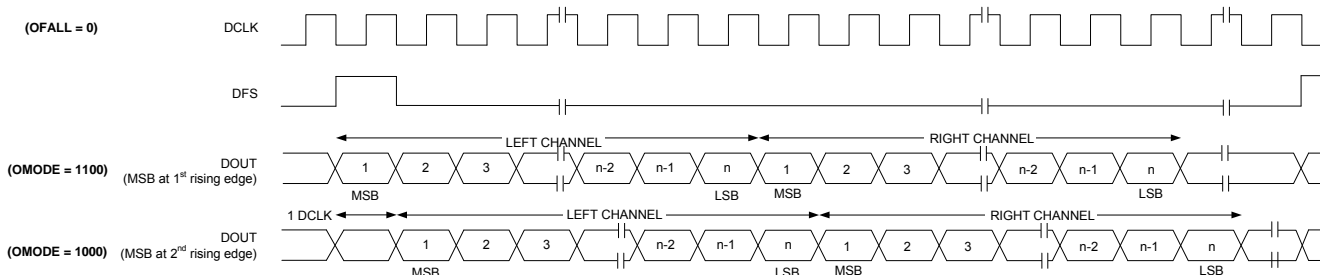 (OFALL = 0) DCLK
DFS
LEFT CHANNEL RIGHT CHANNEL
(OMODE = 1100) DOUT 1 2 3 n-2 n-1 n 1 2 3 n-2 n-1 n
(MSB at 1st rising edge)
MSB LSB MSB LSB
1 DCLK LEFT CHANNEL RIGHT CHANNEL
(OMODE = 1000) DOUT 1 2 3 n-2 n-1 n 1 2 3 n-2 n-1 n
(MSB at 2nd rising edge)
MSB LSB MSB LSB